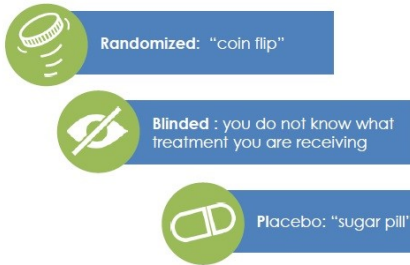 Randomized: “coin flip”
Blinded : you do not know what
treatment you are receiving
Placebo: “sugar pill”